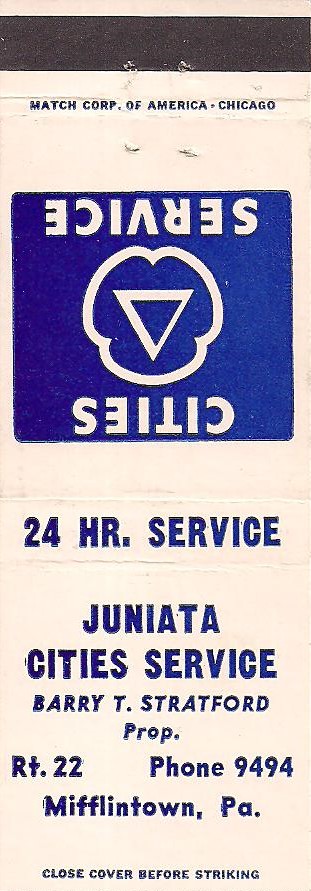 MATCH CORP. OF AMERICA • CHICAGO
CITIES
SERVICE
24 HR. SERVICE
JUNIATA
CITIES SERVICE
BARRY T. STRATFORD
Prop.
Rt. 22 Phone 9494
Mifflintown, Pa.
CLOSE COVER BEFORE STRIKING